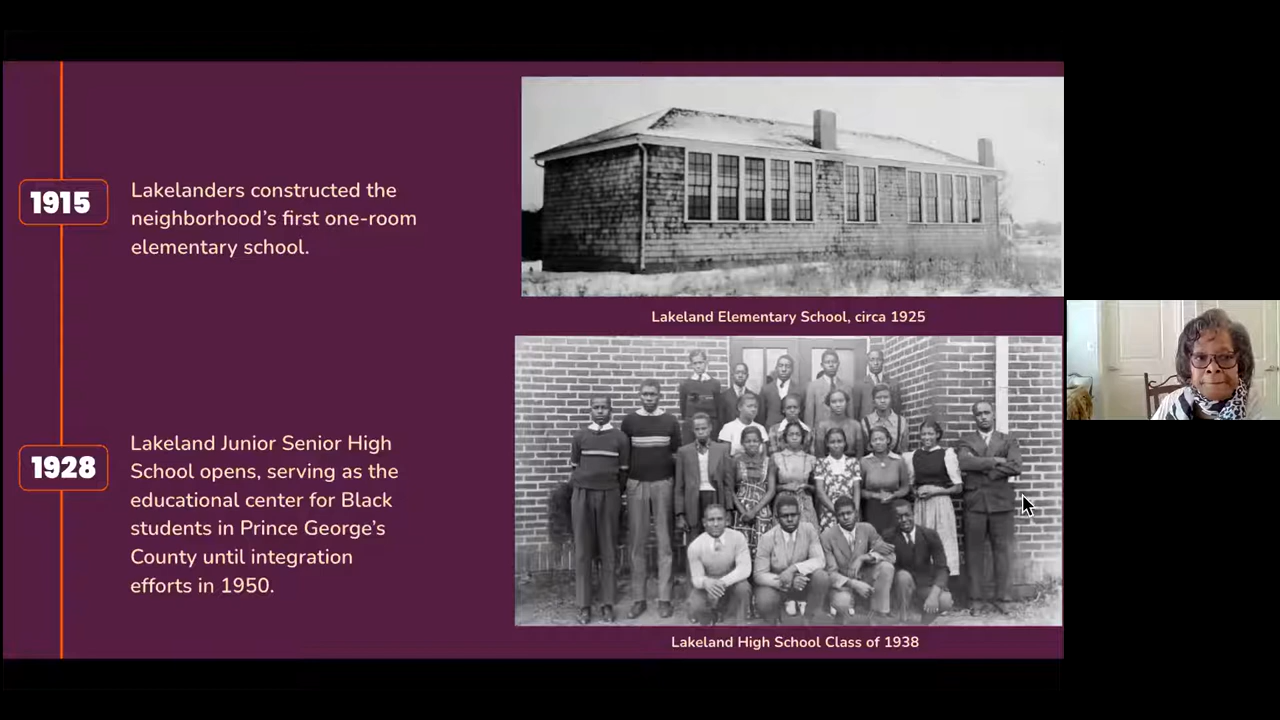 1915
Lakelanders constructed the
neighborhood's first one-room
elementary school.
Lakeland Elementary School, circa 1925
1928
Lakeland Junior Senior High
School opens, serving as the
educational center for Black
students in Prince George's
County until integration
efforts in 1950.
Lakeland High School Class of 1938